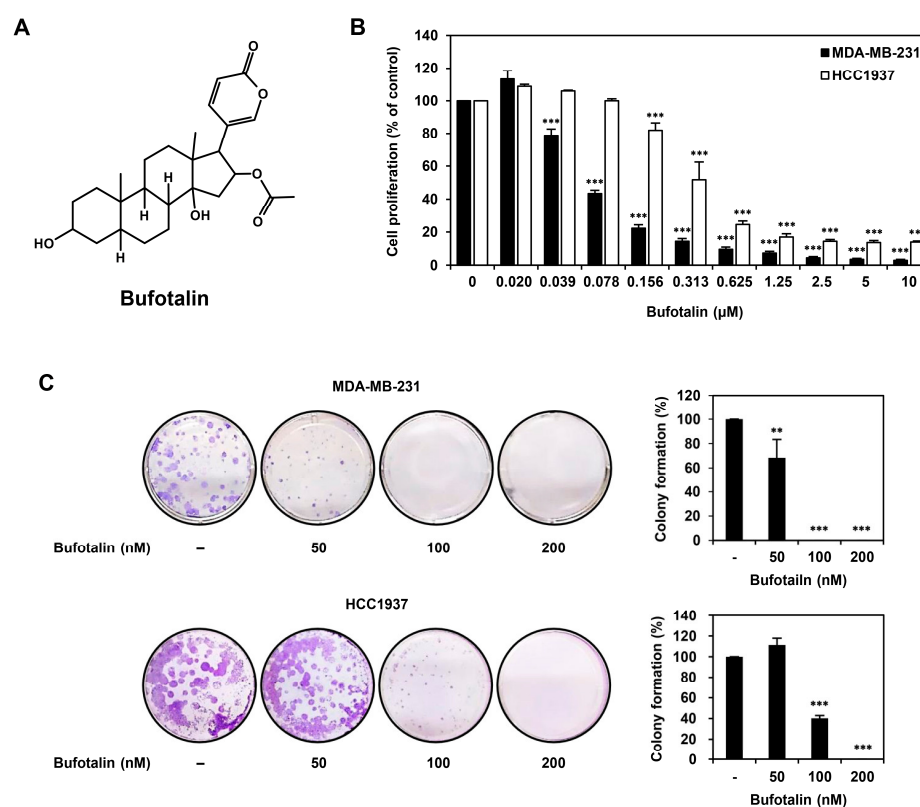 A
O
O
O
O
H
H
OH
HO
H
Bufotalin
B
140
120
100
80
60
40
20
0
Cell proliferation (% of control)
MDA-MB-231
HCC1937
*** *** *** *** *** *** *** *** *** *** *** *** *** *** *** *** **
0 0.020 0.039 0.078 0.156 0.313 0.625 1.25 2.5 5 10
Bufotalin (µM)
C
MDA-MB-231
Bufotalin (nM) – 50 100 200
120
100
80
60
40
20
0
Colony formation (%)
** *** ***
- 50 100 200
Bufotailn (nM)
HCC1937
Bufotalin (nM) – 50 100 200
140
120
100
80
60
40
20
0
Colony formation (%)
*** ***
- 50 100 200
Bufotalin (nM)